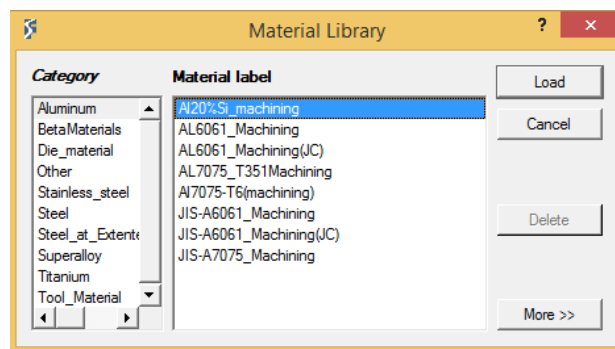 Material Library
?
Category
Material label
Aluminum
BetaMaterials
Die_material
Other
Stainless_steel
Steel
Steel_at_Extente
Superalloy
Titanium
Tool_Material
Al20%Si_machining
AL6061_Machining
AL6061_Machining(JC)
AL7075_T351Machining
Al7075-T6(machining)
JIS-A6061_Machining
JIS-A6061_Machining(JC)
JIS-A7075_Machining
Load
Cancel
Delete
More >>